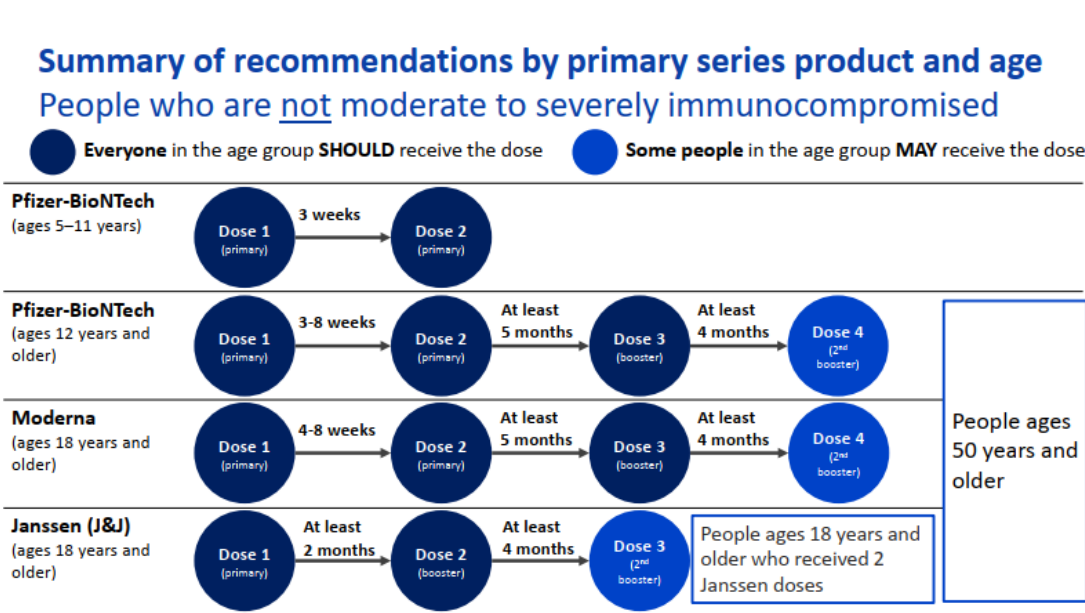 Summary of recommendations by primary series product and age
People who are not moderate to severely immunocompromised
Everyone in the age group SHOULD receive the dose
Some people in the age group MAY receive the dose
Pfizer-BioNTech
(ages 5–11 years)
Dose 1
(primary)
3 weeks
Dose 2
(primary)
Pfizer-BioNTech
(ages 12 years and
older)
Dose 1
(primary)
3-8 weeks
Dose 2
(primary)
At least
5 months
Dose 3
(booster)
At least
4 months
Dose 4
(2nd
booster)
Moderna
(ages 18 years and
older)
Dose 1
(primary)
4-8 weeks
Dose 2
(primary)
At least
5 months
Dose 3
(booster)
At least
4 months
Dose 4
(2nd
booster)
People ages
50 years and
older
Janssen (J&J)
(ages 18 years and
older)
Dose 1
(primary)
At least
2 months
Dose 2
(booster)
At least
4 months
Dose 3
(2nd
booster)
People ages 18 years and
older who received 2
Janssen doses